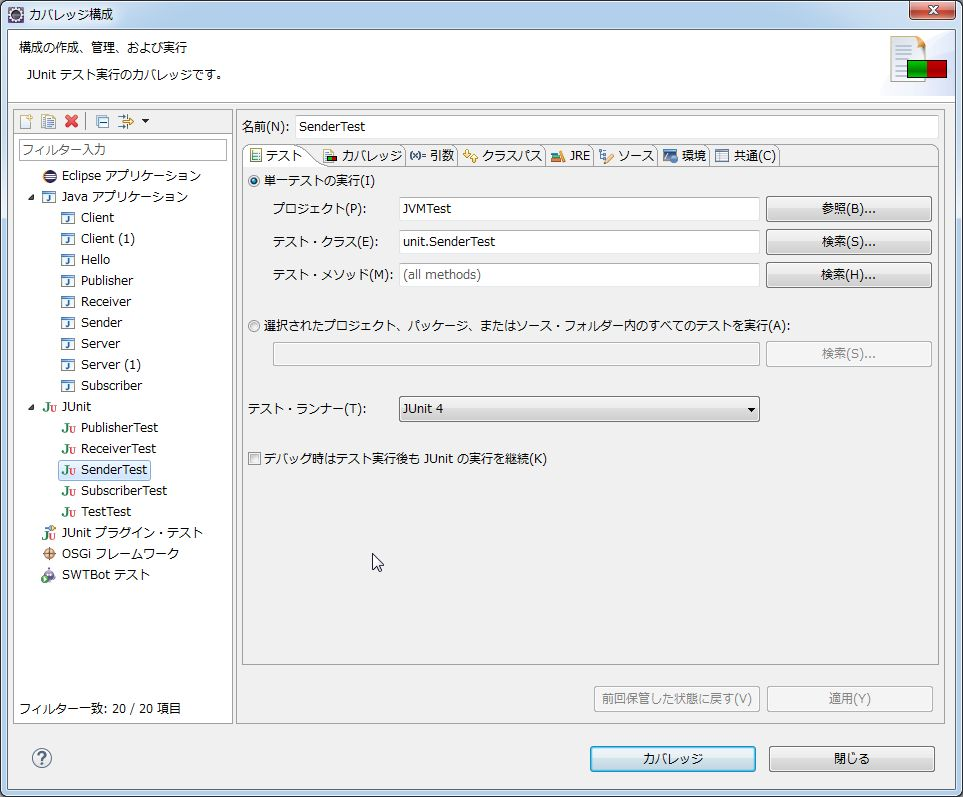 カバレッジ構成
構成の作成、管理、および実行
JUnit テスト実行のカバレッジです。
フィルター入力
Eclipse アプリケーション
Java アプリケーション
Client
Client (1)
Hello
Publisher
Receiver
Sender
Server
Server (1)
Subscriber
JUnit
PublisherTest
ReceiverTest
SenderTest
SubscriberTest
TestTest
JUnit プラグイン・テスト
OSGi フレームワーク
SWTBot テスト
フィルター一致: 20 / 20 項目
名前(N): SenderTest
テスト カバレッジ (x)= 引数 クラスパス JRE ソース 環境 共通(C)
単一テストの実行(I)
プロジェクト(P): JVMTest 参照(B)...
テスト・クラス(E): unit.SenderTest 検索(S)...
テスト・メソッド(M): (all methods) 検索(H)...
選択されたプロジェクト、パッケージ、またはソース・フォルダー内のすべてのテストを実行(A):
検索(S)...
テスト・ランナー(T): JUnit 4
デバッグ時はテスト実行後も JUnit の実行を継続(K)
前回保管した状態に戻す(V) 適用(Y)
カバレッジ 閉じる